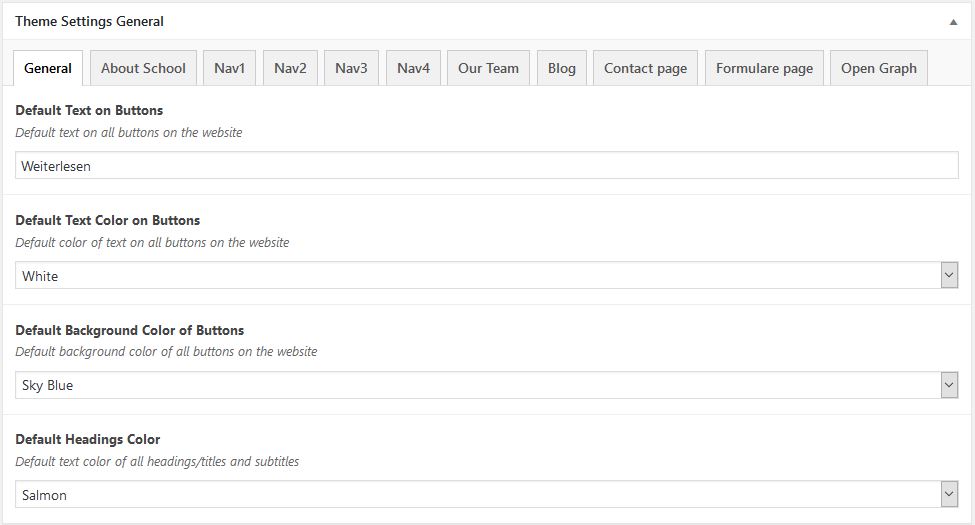 Theme Settings General
General About School Nav1 Nav2 Nav3 Nav4 Our Team Blog Contact page Formulare page Open Graph
Default Text on Buttons
Default text on all buttons on the website
Weiterlesen
Default Text Color on Buttons
Default color of text on all buttons on the website
White
Default Background Color of Buttons
Default background color of all buttons on the website
Sky Blue
Default Headings Color
Default text color of all headings/titles and subtitles
Salmon